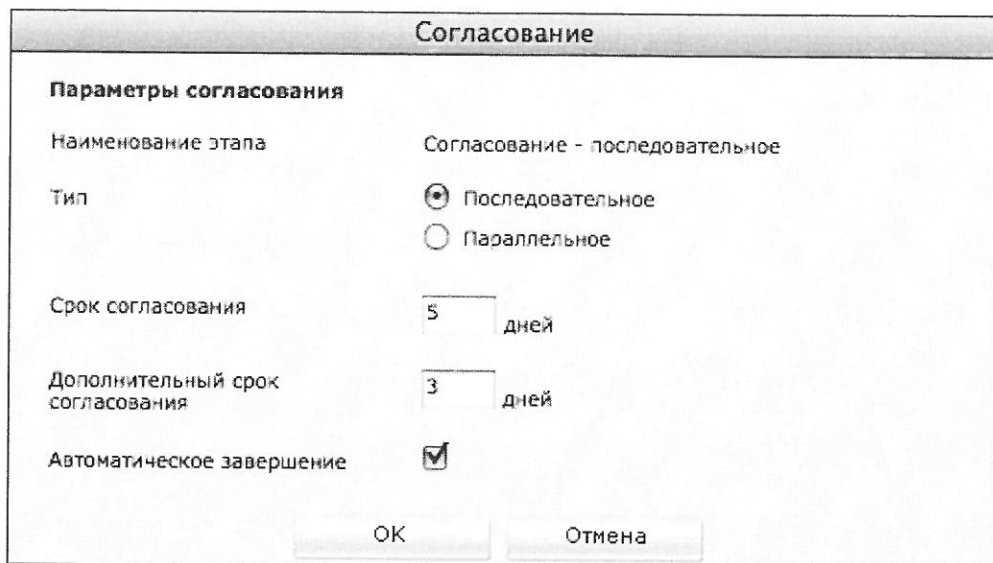 Согласование
Параметры согласования
Наименование этапа Согласование - последовательное
Тип Последовательное
Параллельное
Срок согласования 5 дней
Дополнительный срок
согласования 3 дней
Автоматическое завершение
ОК Отмена